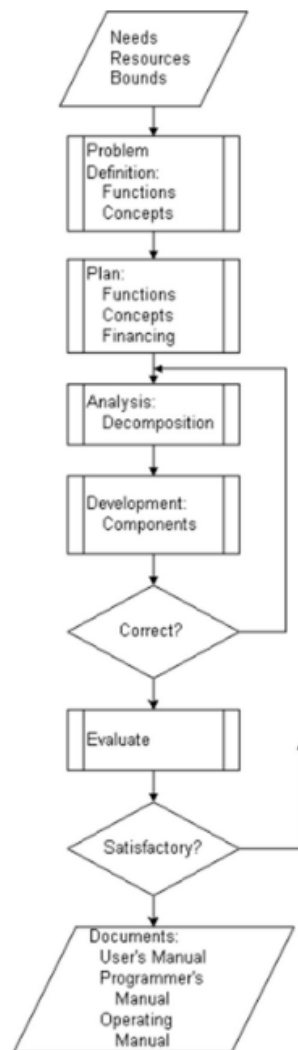 Needs
Resources
Bounds
Problem
Definition:
Functions
Concepts
Plan:
Functions
Concepts
Financing
Analysis:
Decomposition
Development:
Components
Correct?
Evaluate
Satisfactory?
Documents:
User's Manual
Programmer's
Manual
Operating
Manual